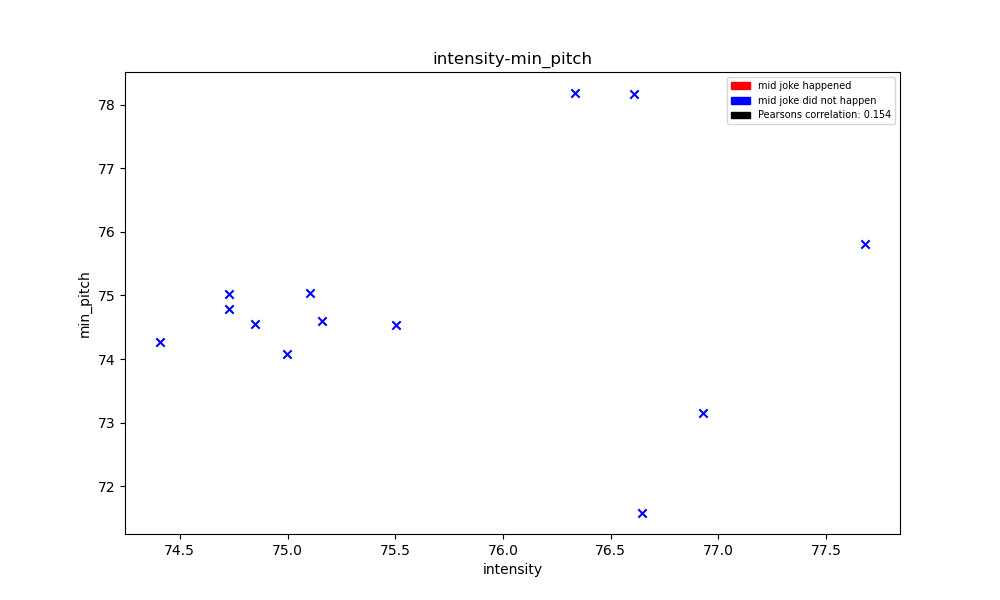 intensity-min_pitch
mid joke happened
mid joke did not happen
Pearsons correlation: 0.154
78
77
76
75
74
73
72
min_pitch
74.5 75.0 75.5 76.0 76.5 77.0 77.5
intensity